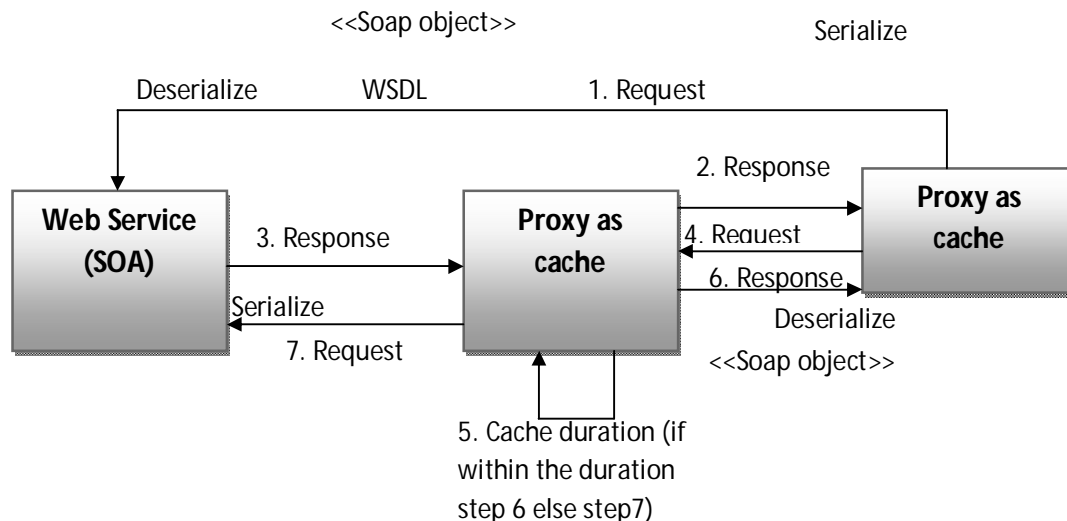 <<Soap object>>
Serialize
Deserialize
WSDL
1. Request
2. Response
Web Service
(SOA)
3. Response
Proxy as
cache
4. Request
Proxy as
cache
6. Response
Serialize
7. Request
Deserialize
<<Soap object>>
5. Cache duration (if
within the duration
step 6 else step7)